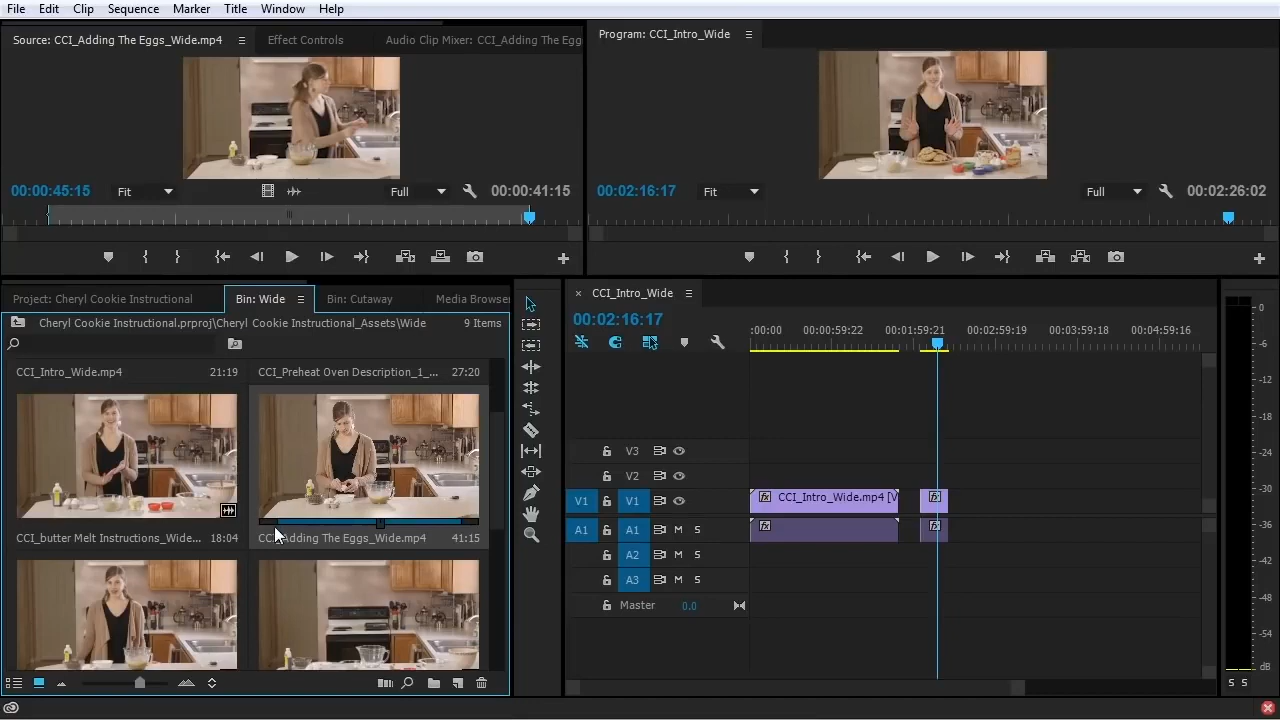 File Edit Clip Sequence Marker Title Window Help
Source: CCI_Adding The Eggs_Wide.mp4 Effect Controls Audio Clip Mixer: CCI_Adding The Egg
Program: CCI_Intro_Wide
00:00:45:15 Fit Full 00:00:41:15
00:02:16:17 Fit Full 00:02:26:02
Project: Cheryl Cookie Instructional Bin: Wide Bin: Cutaway Media Browse
Cheryl Cookie Instructional.prproj\Cheryl Cookie Instructional_Assets\Wide 9 Items
CCI_Intro_Wide.mp4 21:19 CCI_Preheat Oven Description_1_... 27:20
CCI_butter Melt Instructions_Wide... 18:04 CCI_Adding The Eggs_Wide.mp4 41:15
CCI_Intro_Wide
00:02:16:17
:00:00 00:00:59:22 00:01:59:21 00:02:59:19 00:03:59:18 00:04:59:16
V3
V2
V1 V1 fx CCI_Intro_Wide.mp4 [V fx
A1 A1 M S fx fx
A2 M S
A3 M S
Master 0.0
0
-6
-12
-18
-24
-30
-36
-42
-48
-54
dB
S S